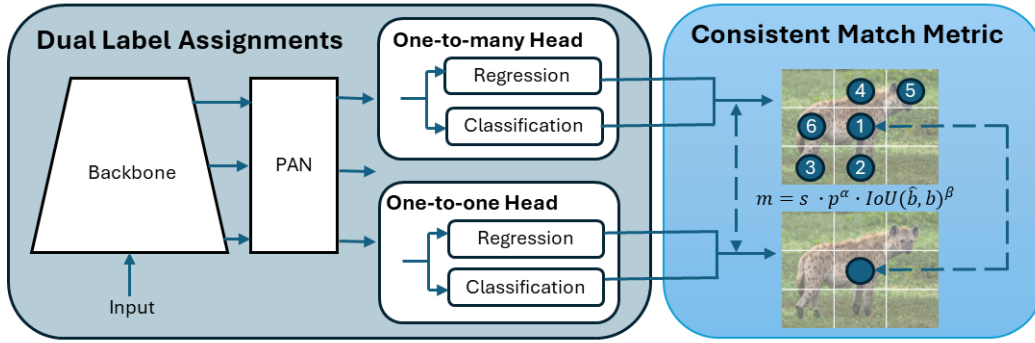 Dual Label Assignments
Backbone
Input
PAN
One-to-many Head
Regression
Classification
One-to-one Head
Regression
Classification
Consistent Match Metric
4 5
6 1
3 2
m = s · p^α · IoU(b̂, b)^β